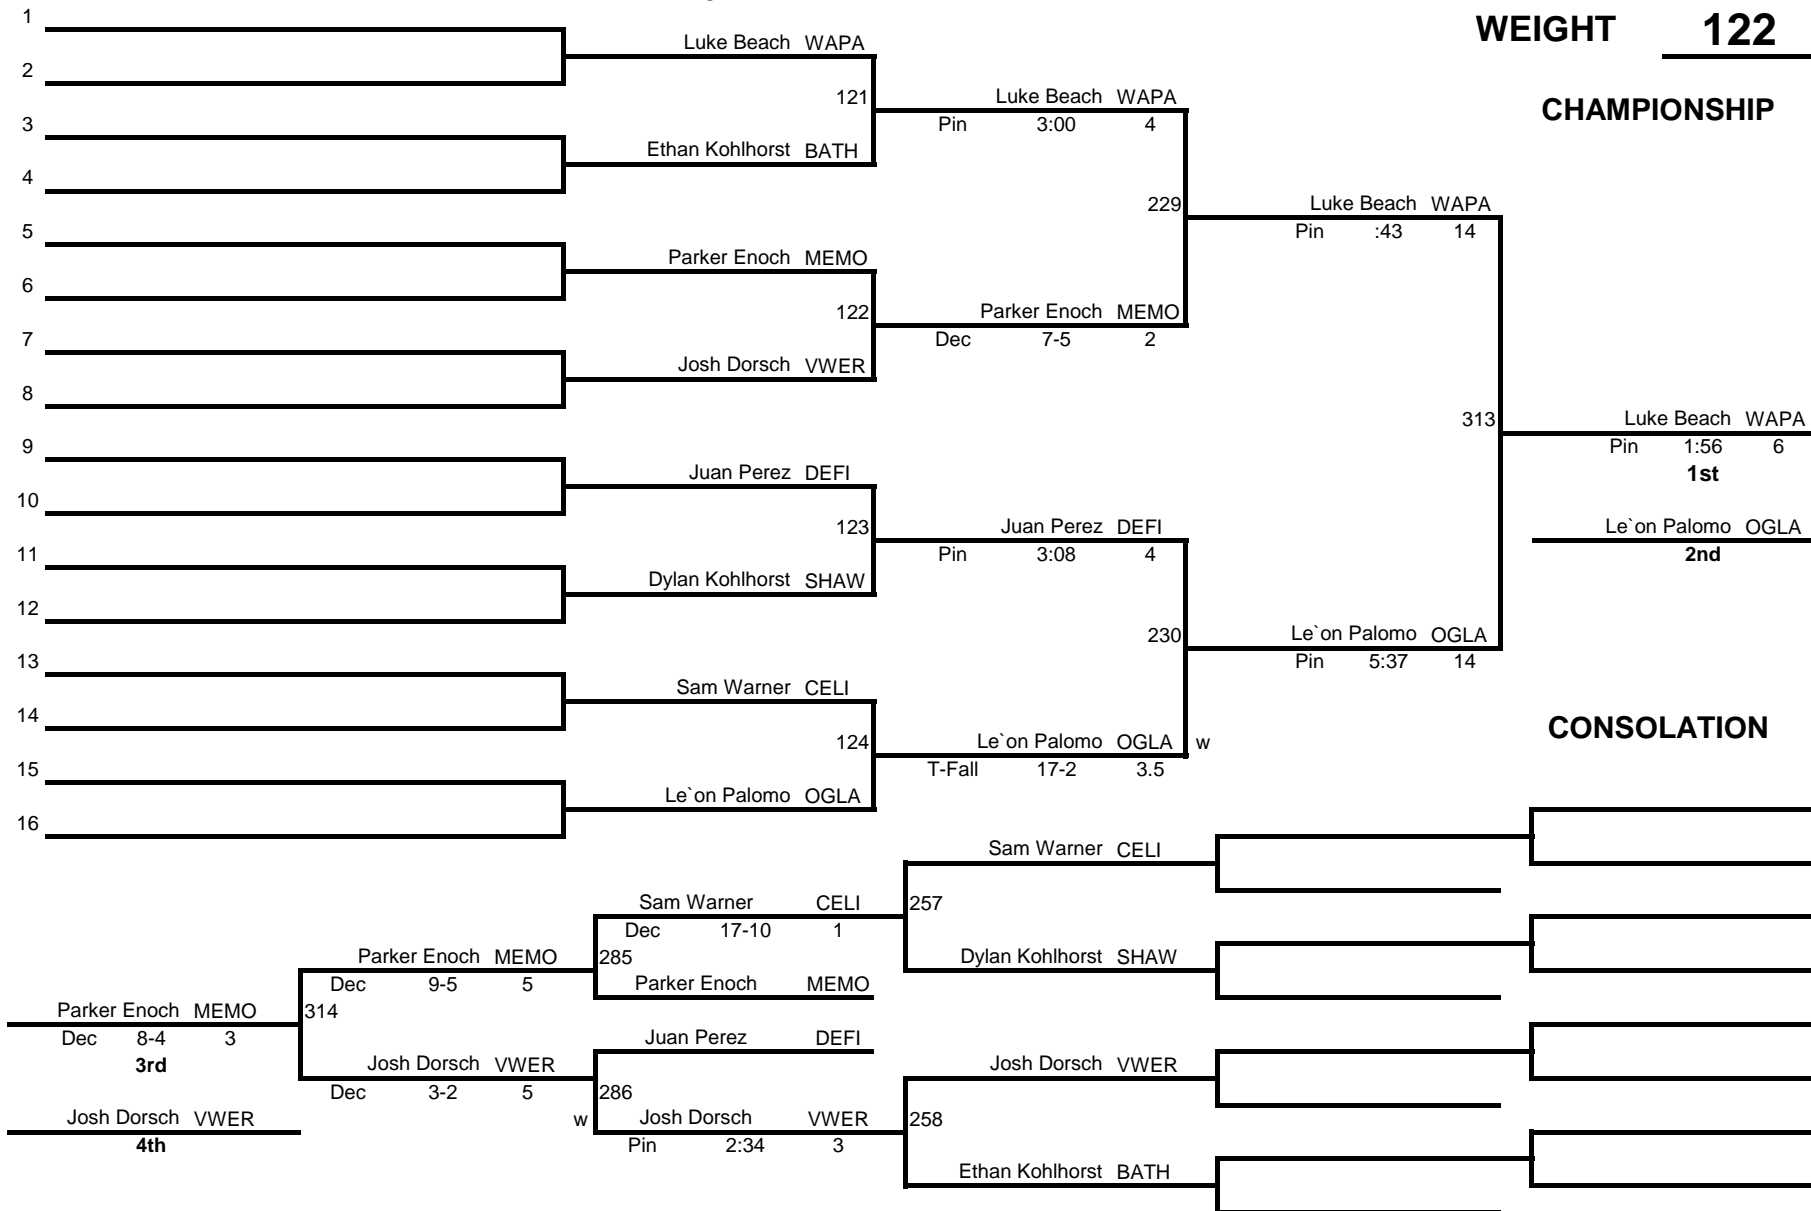 1
WEIGHT 122
Luke Beach WAPA
2
121 Luke Beach WAPA
CHAMPIONSHIP
3
Pin 3:00 4
Ethan Kohlhorst BATH
4
229 Luke Beach WAPA
5
Pin :43 14
Parker Enoch MEMO
6
122 Parker Enoch MEMO
7
Dec 7-5 2
Josh Dorsch VWER
8
313 Luke Beach WAPA
9
Pin 1:56 6
Juan Perez DEFI
1st
10
123 Juan Perez DEFI
Le`on Palomo OGLA
11
Pin 3:08 4
2nd
Dylan Kohlhorst SHAW
12
230 Le`on Palomo OGLA
13
Pin 5:37 14
Sam Warner CELI
14
CONSOLATION
124 Le`on Palomo OGLA w
15
T-Fall 17-2 3.5
Le`on Palomo OGLA
16
Sam Warner CELI
Sam Warner CELI 257
Dec 17-10 1
Parker Enoch MEMO 285
Dylan Kohlhorst SHAW
Dec 9-5 5
Parker Enoch MEMO
Parker Enoch MEMO 314
Dec 8-4 3
Juan Perez DEFI
3rd
Josh Dorsch VWER
Josh Dorsch VWER
Dec 3-2 5
286
Josh Dorsch VWER
w Josh Dorsch VWER 258
4th
Pin 2:34 3
Ethan Kohlhorst BATH